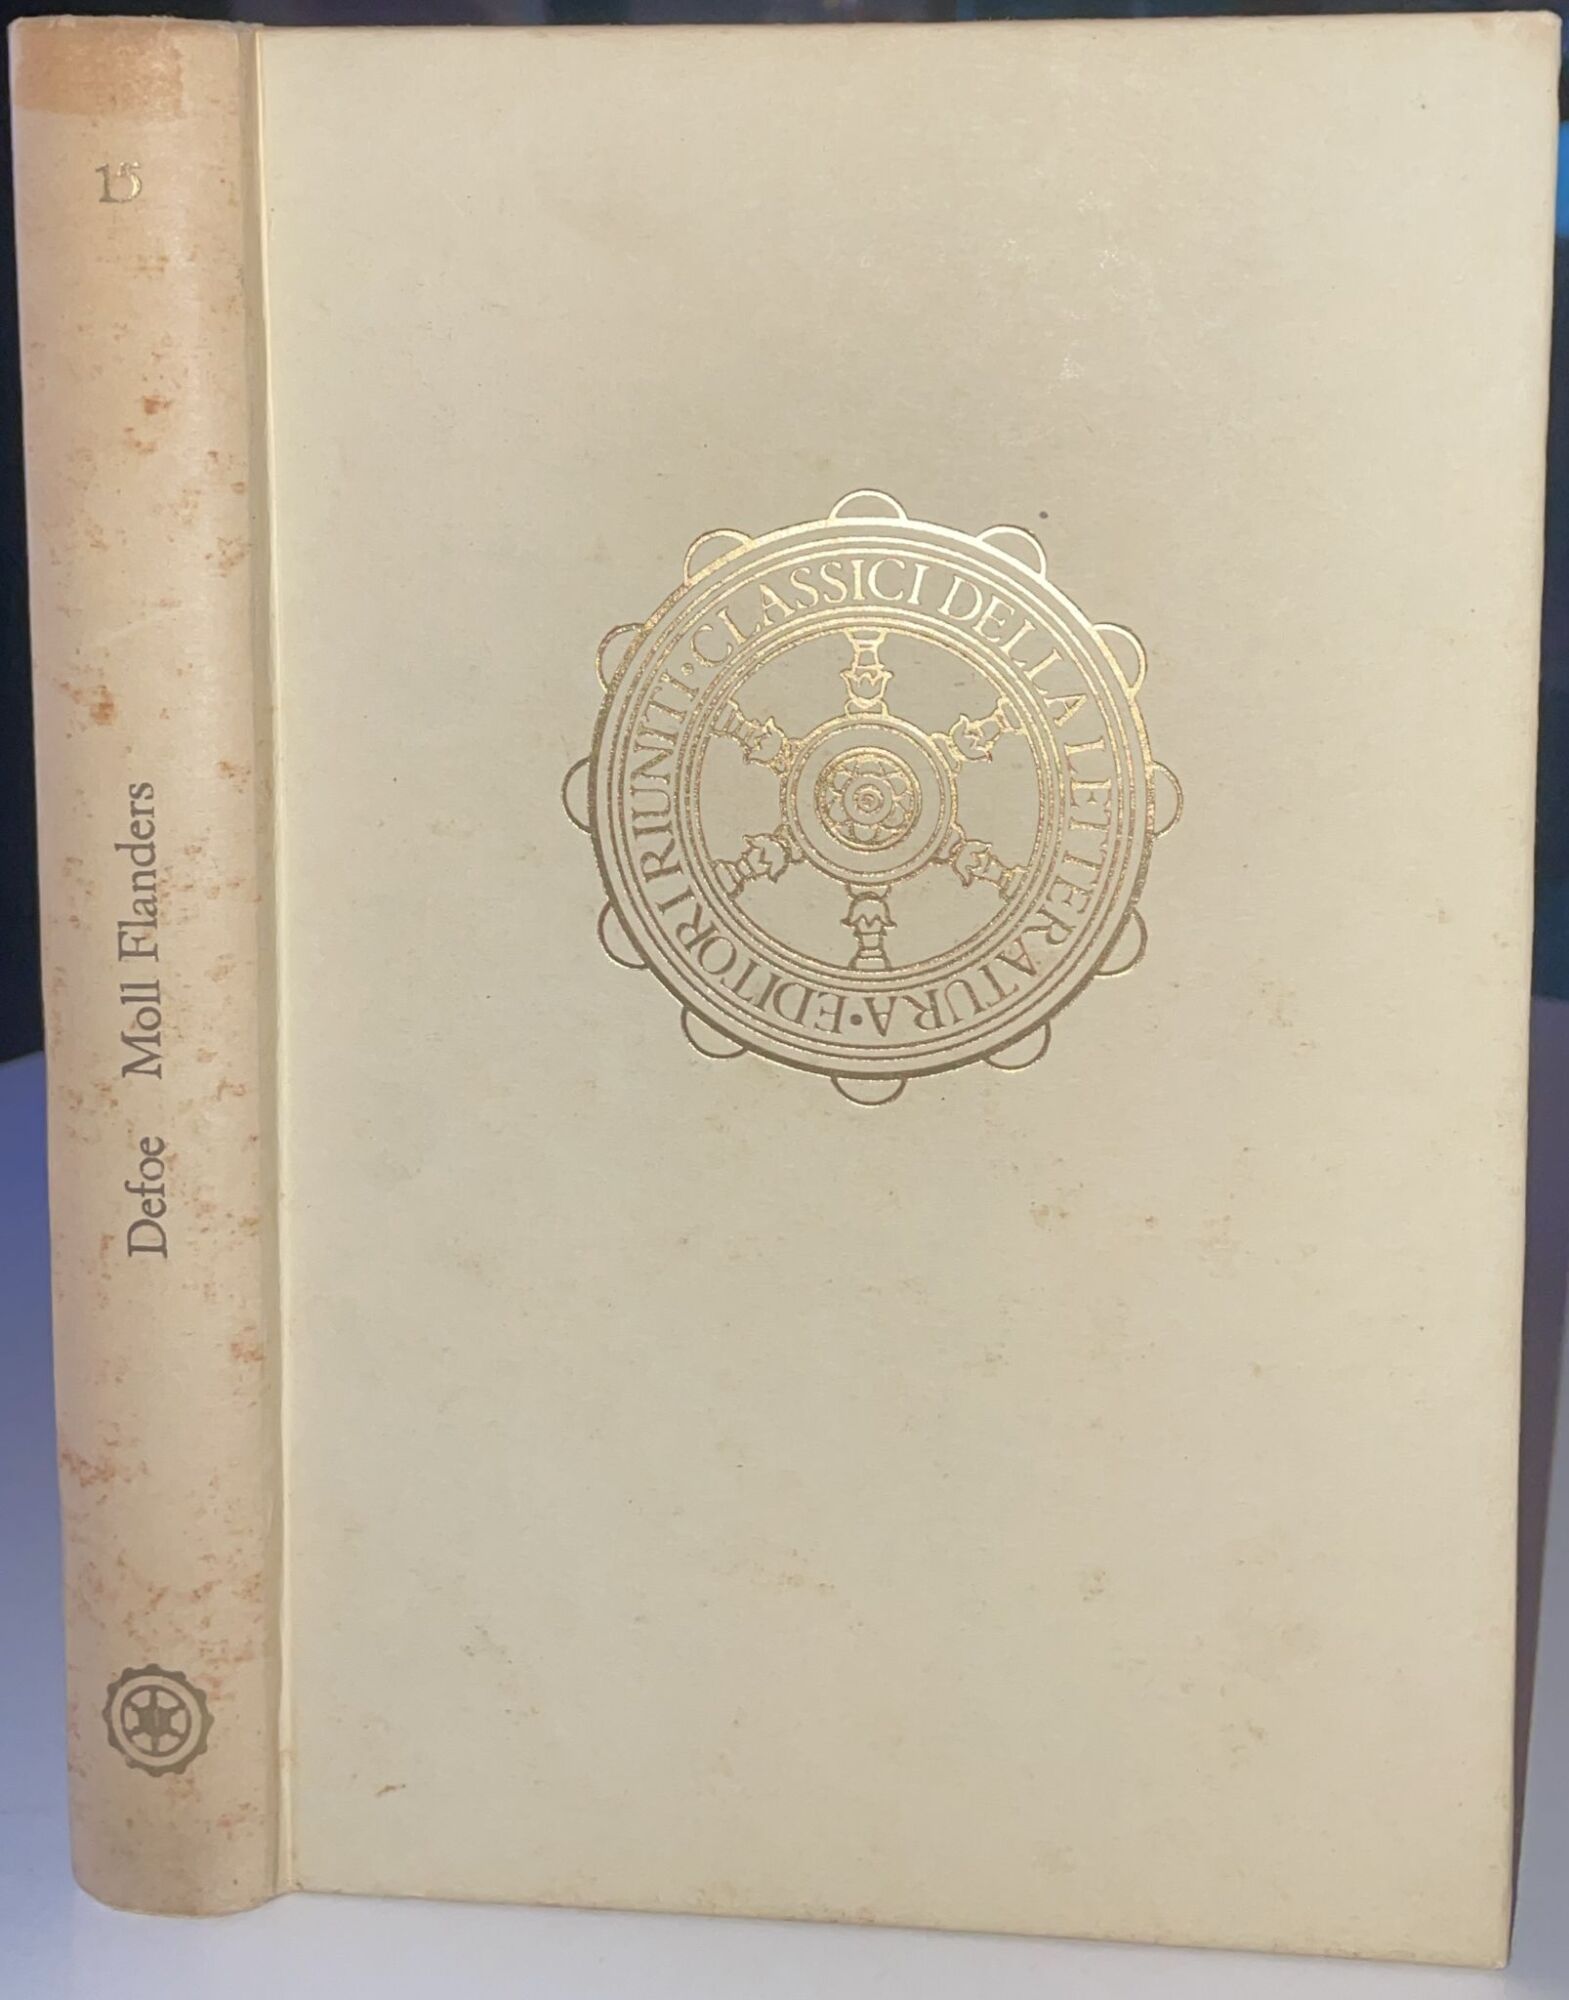 15
Defoe Moll Flanders
CLASSICI DELLA LETTERATURA · EDITORI RIUNITI ·